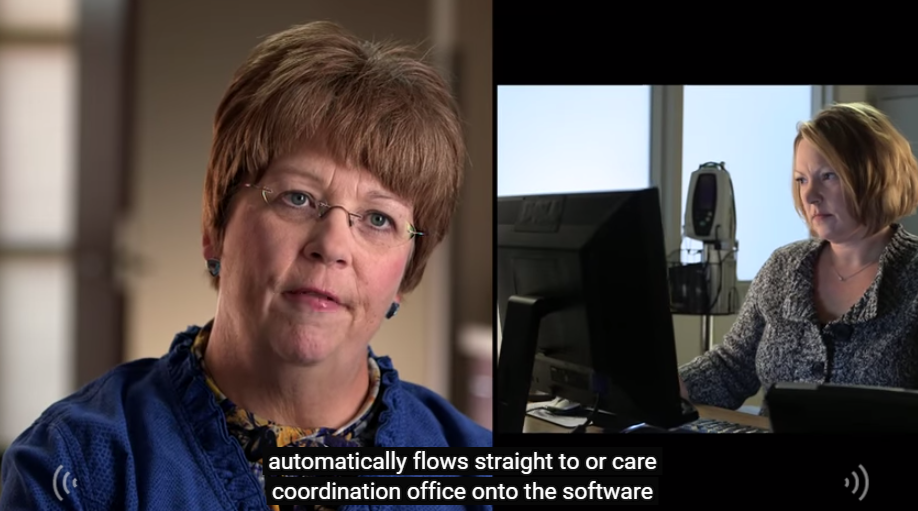 automatically flows straight to or care
coordination office onto the software